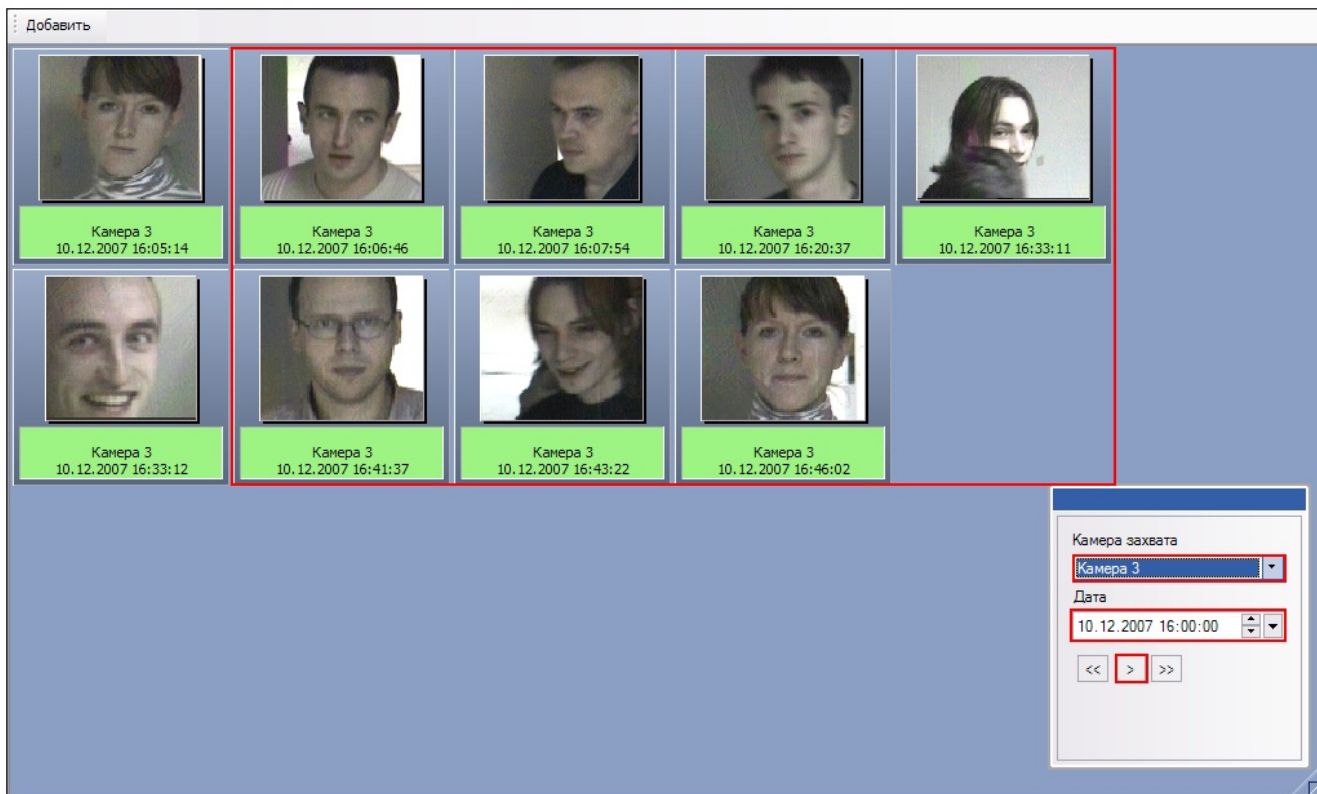 Добавить
Камера 3
10.12.2007 16:05:14
Камера 3
10.12.2007 16:06:46
Камера 3
10.12.2007 16:07:54
Камера 3
10.12.2007 16:20:37
Камера 3
10.12.2007 16:33:11
Камера 3
10.12.2007 16:33:12
Камера 3
10.12.2007 16:41:37
Камера 3
10.12.2007 16:43:22
Камера 3
10.12.2007 16:46:02
Камера захвата
Камера 3
Дата
10.12.2007 16:00:00
<< > >>